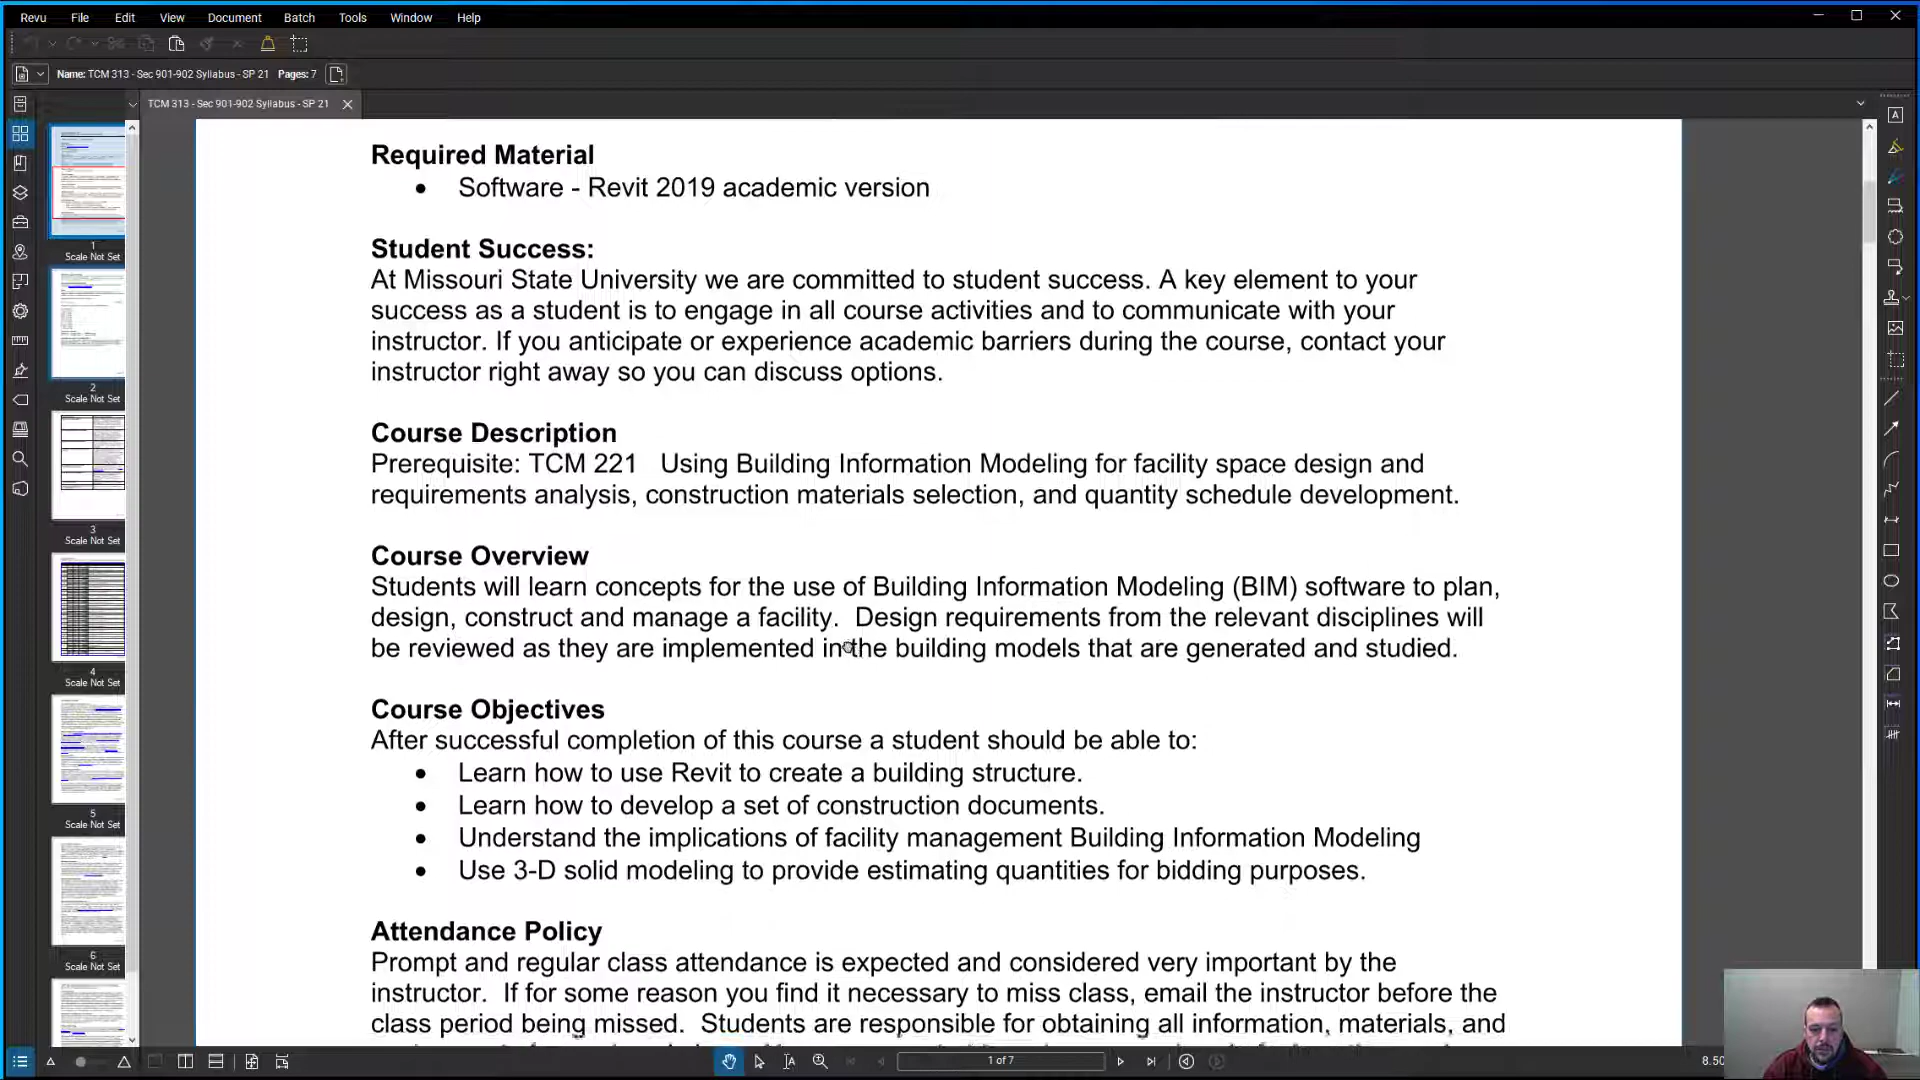 Revu File Edit View Document Batch Tools Window Help
Name: TCM 313 - Sec 901-902 Syllabus - SP 21 Pages: 7
TCM 313 - Sec 901-902 Syllabus - SP 21
1
Scale Not Set
2
Scale Not Set
3
Scale Not Set
4
Scale Not Set
5
Scale Not Set
6
Scale Not Set
Required Material
• Software - Revit 2019 academic version
Student Success:
At Missouri State University we are committed to student success. A key element to your
success as a student is to engage in all course activities and to communicate with your
instructor. If you anticipate or experience academic barriers during the course, contact your
instructor right away so you can discuss options.
Course Description
Prerequisite: TCM 221 Using Building Information Modeling for facility space design and
requirements analysis, construction materials selection, and quantity schedule development.
Course Overview
Students will learn concepts for the use of Building Information Modeling (BIM) software to plan,
design, construct and manage a facility. Design requirements from the relevant disciplines will
be reviewed as they are implemented in the building models that are generated and studied.
Course Objectives
After successful completion of this course a student should be able to:
• Learn how to use Revit to create a building structure.
• Learn how to develop a set of construction documents.
• Understand the implications of facility management Building Information Modeling
• Use 3-D solid modeling to provide estimating quantities for bidding purposes.
Attendance Policy
Prompt and regular class attendance is expected and considered very important by the
instructor. If for some reason you find it necessary to miss class, email the instructor before the
class period being missed. Students are responsible for obtaining all information, materials, and
1 of 7
8.50